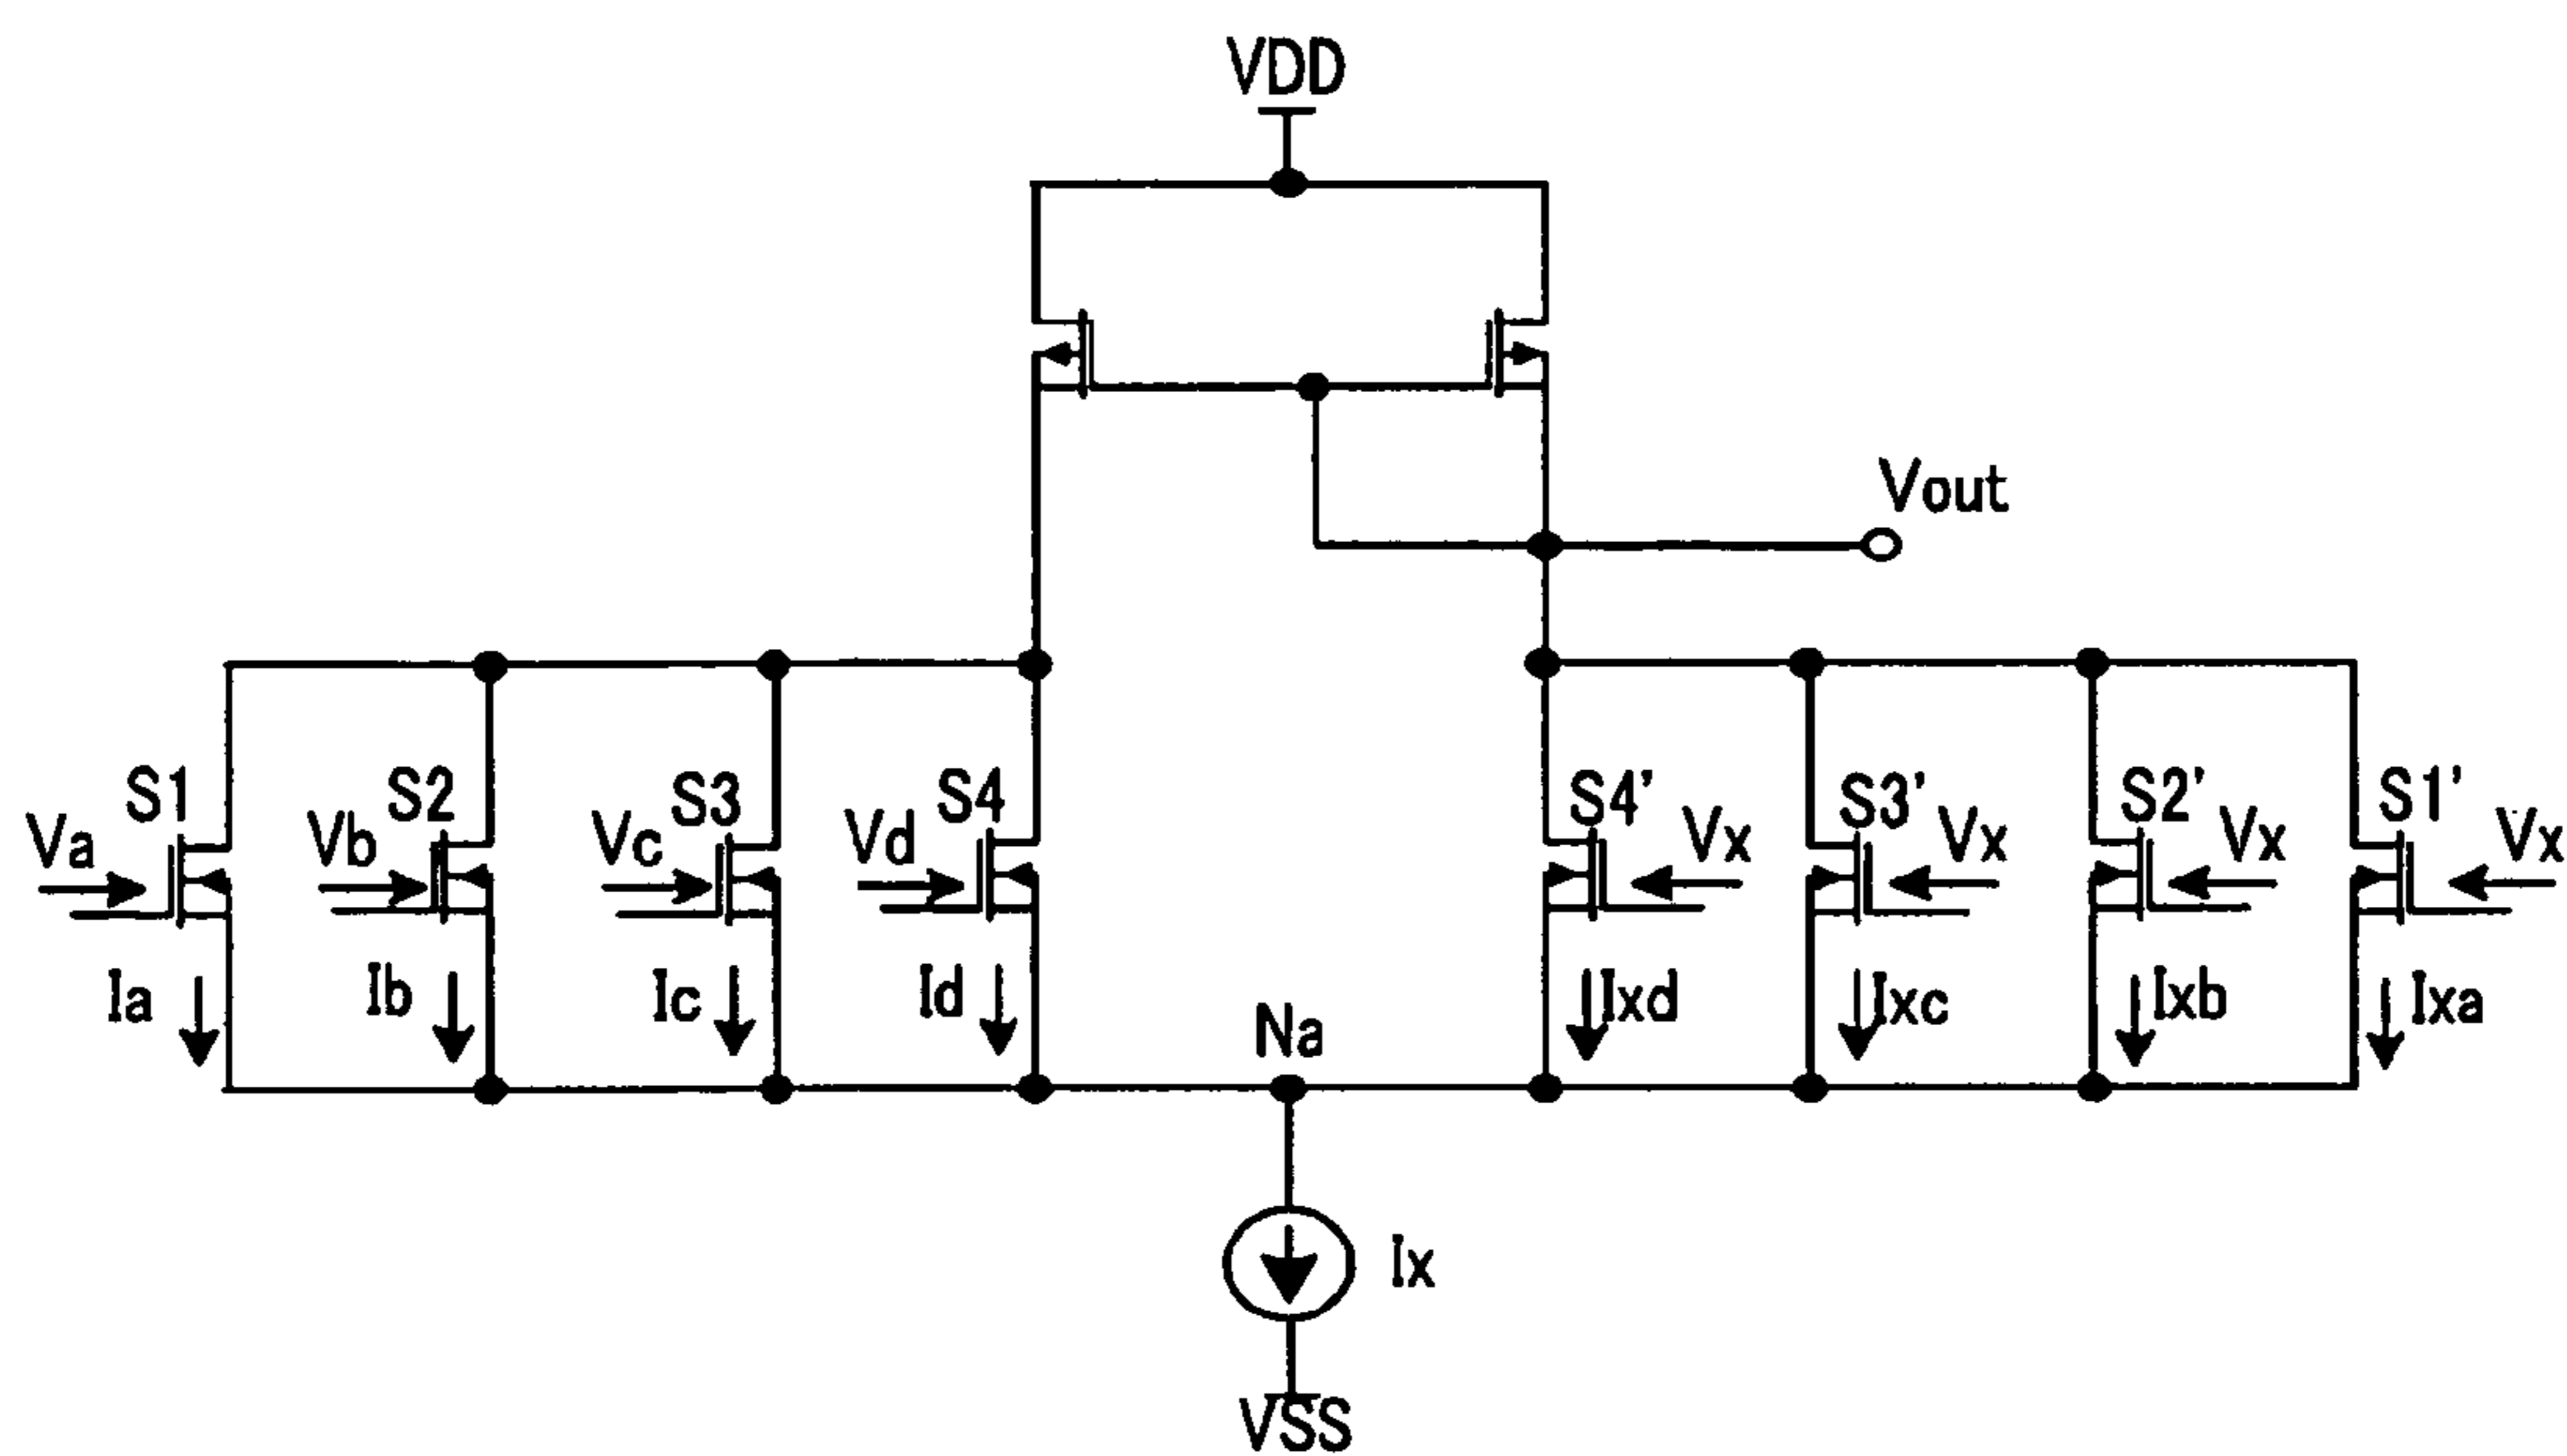 VDD
Vout
S1
S2
S3
S4
S4'
S3'
S2'
S1'
Va
Vb
Vc
Vd
Vx
Vx
Vx
Vx
Ia
Ib
Ic
Id
Na
Ixd
Ixc
Ixb
Ixa
Ix
VSS